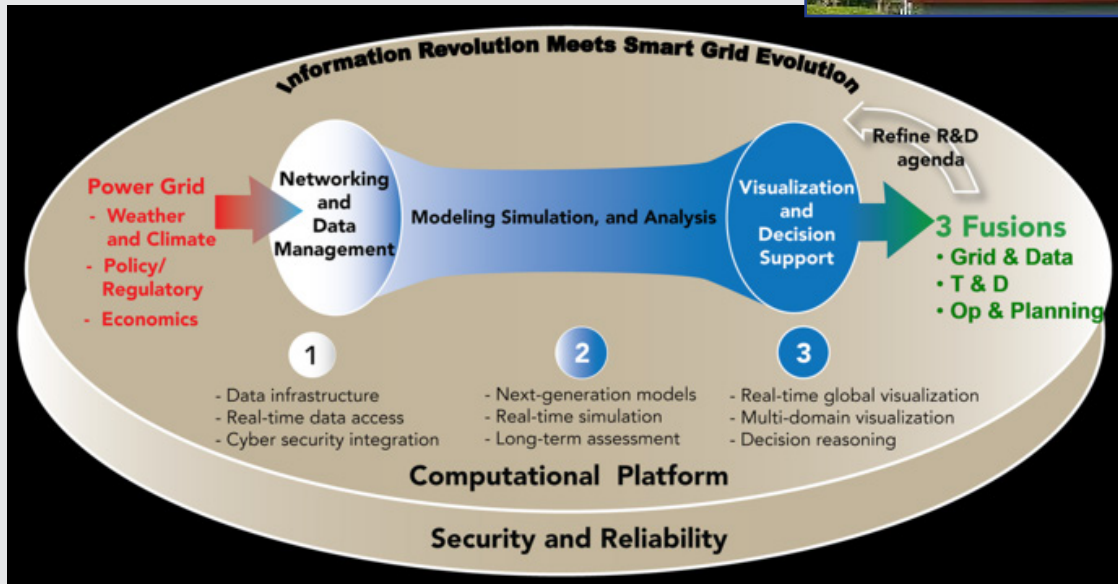 Information Revolution Meets Smart Grid Evolution
Refine R&D
agenda
Power Grid
- Weather
and Climate
- Policy/
Regulatory
- Economics
Networking
and
Data
Management
Modeling Simulation, and Analysis
Visualization
and
Decision
Support
3 Fusions
• Grid & Data
• T & D
• Op & Planning
1
- Data infrastructure
- Real-time data access
- Cyber security integration
2
- Next-generation models
- Real-time simulation
- Long-term assessment
3
- Real-time global visualization
- Multi-domain visualization
- Decision reasoning
Computational Platform
Security and Reliability